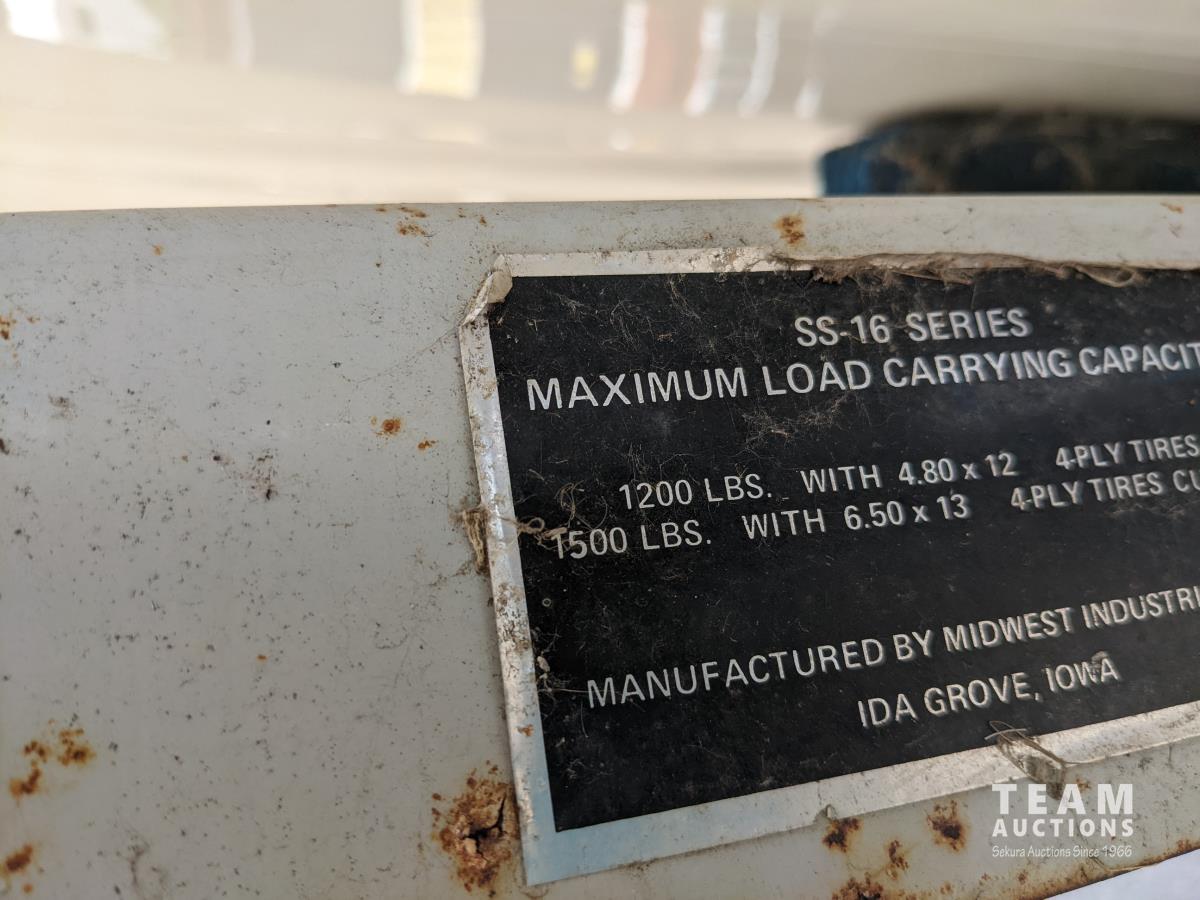 SS-16 SERIES
MAXIMUM LOAD CARRYING CAPACIT
1200 LBS. WITH 4.80 x 12 4-PLY TIRES
1500 LBS. WITH 6.50 x 13 4-PLY TIRES CU
MANUFACTURED BY MIDWEST INDUSTRI
IDA GROVE, IOWA
TEAM
AUCTIONS
Sekura Auctions Since 1966